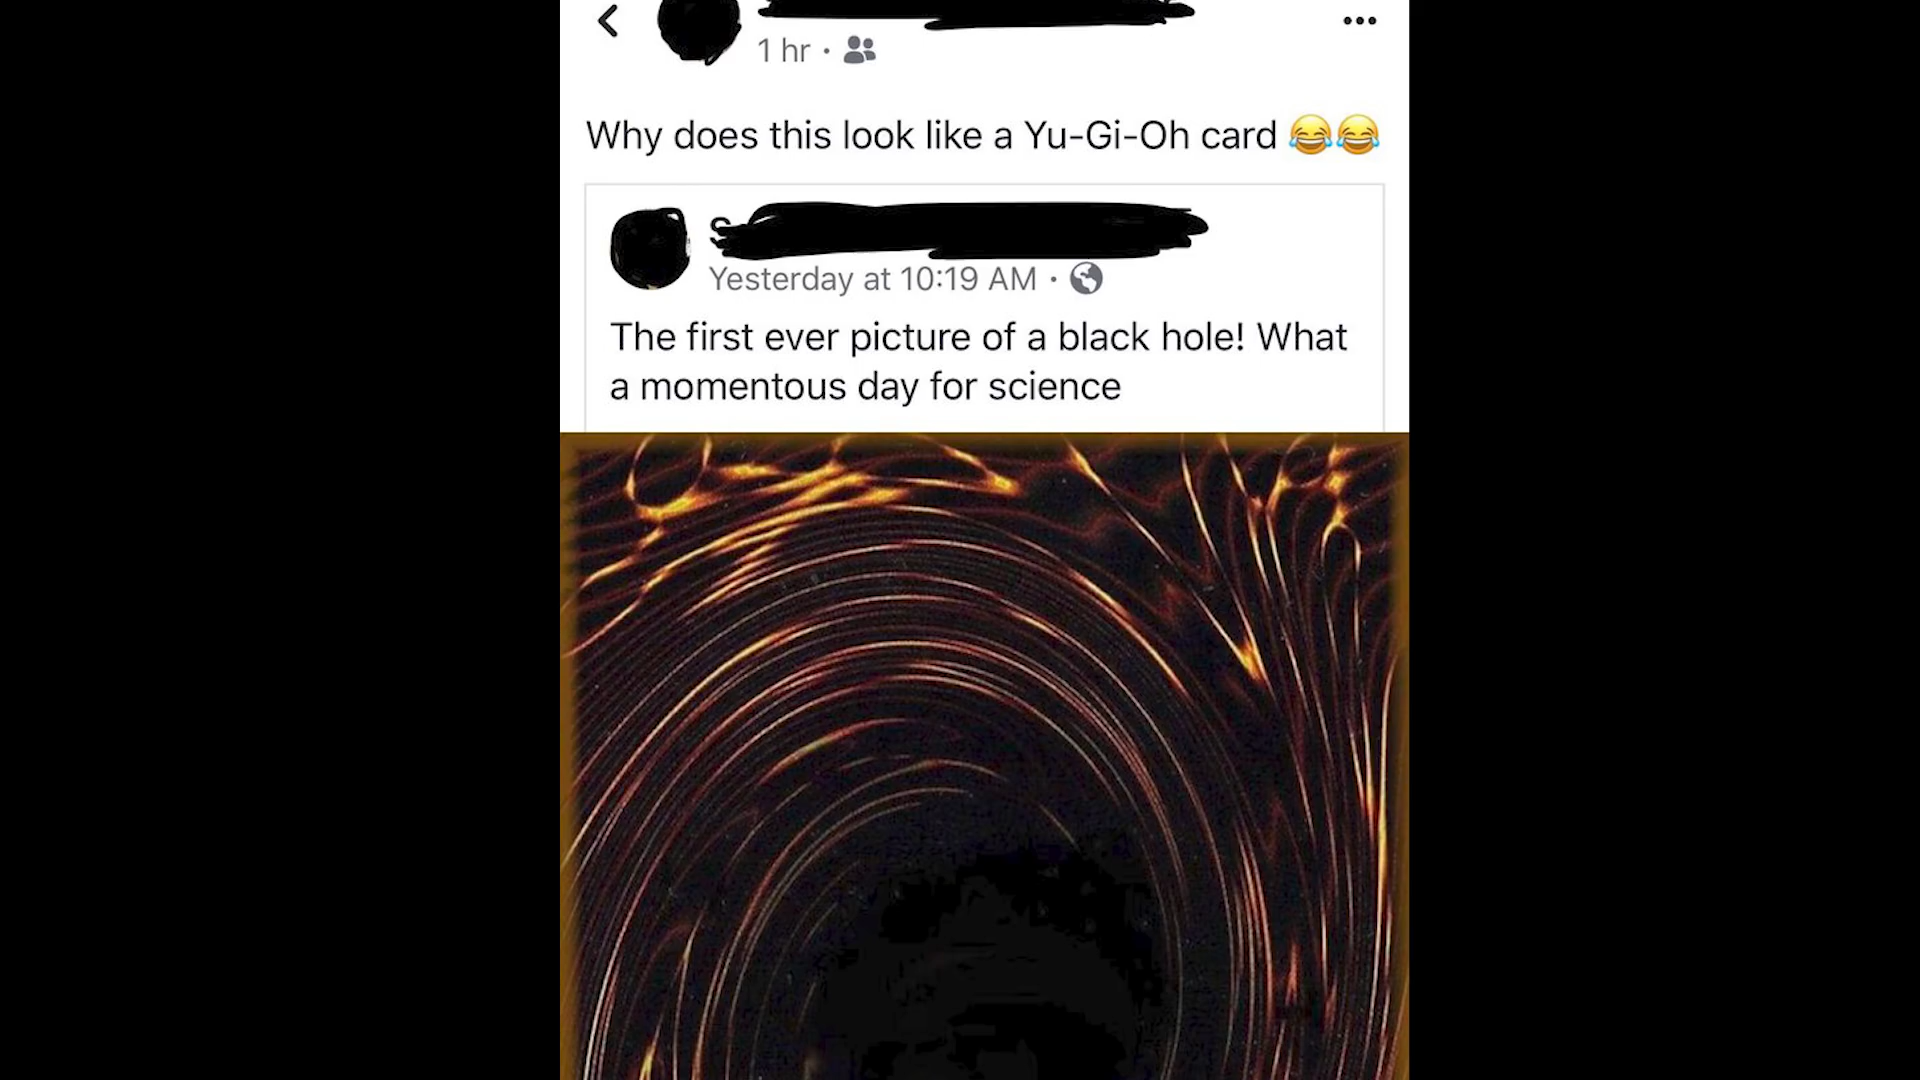 1 hr ·
Why does this look like a Yu-Gi-Oh card 😂😂
Yesterday at 10:19 AM ·
The first ever picture of a black hole! What
a momentous day for science